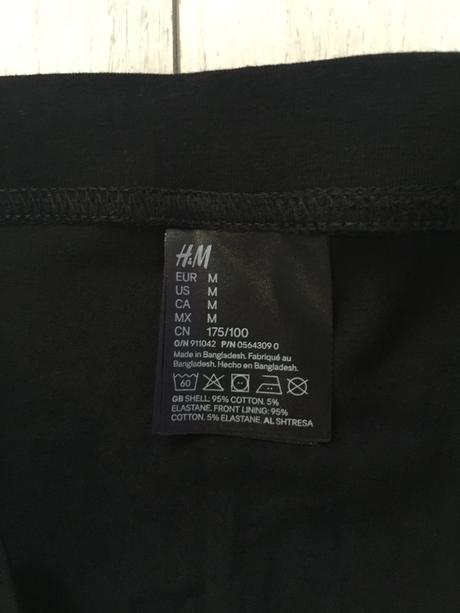 H&M
EUR M
US M
CA M
MX M
CN 175/100
O/N 911042 P/N 0564309 0
Made in Bangladesh. Fabriqué au
Bangladesh. Hecho en Bangladesh.
60
GB SHELL: 95% COTTON. 5%
ELASTANE. FRONT LINING: 95%
COTTON. 5% ELASTANE. AL SHTRESA